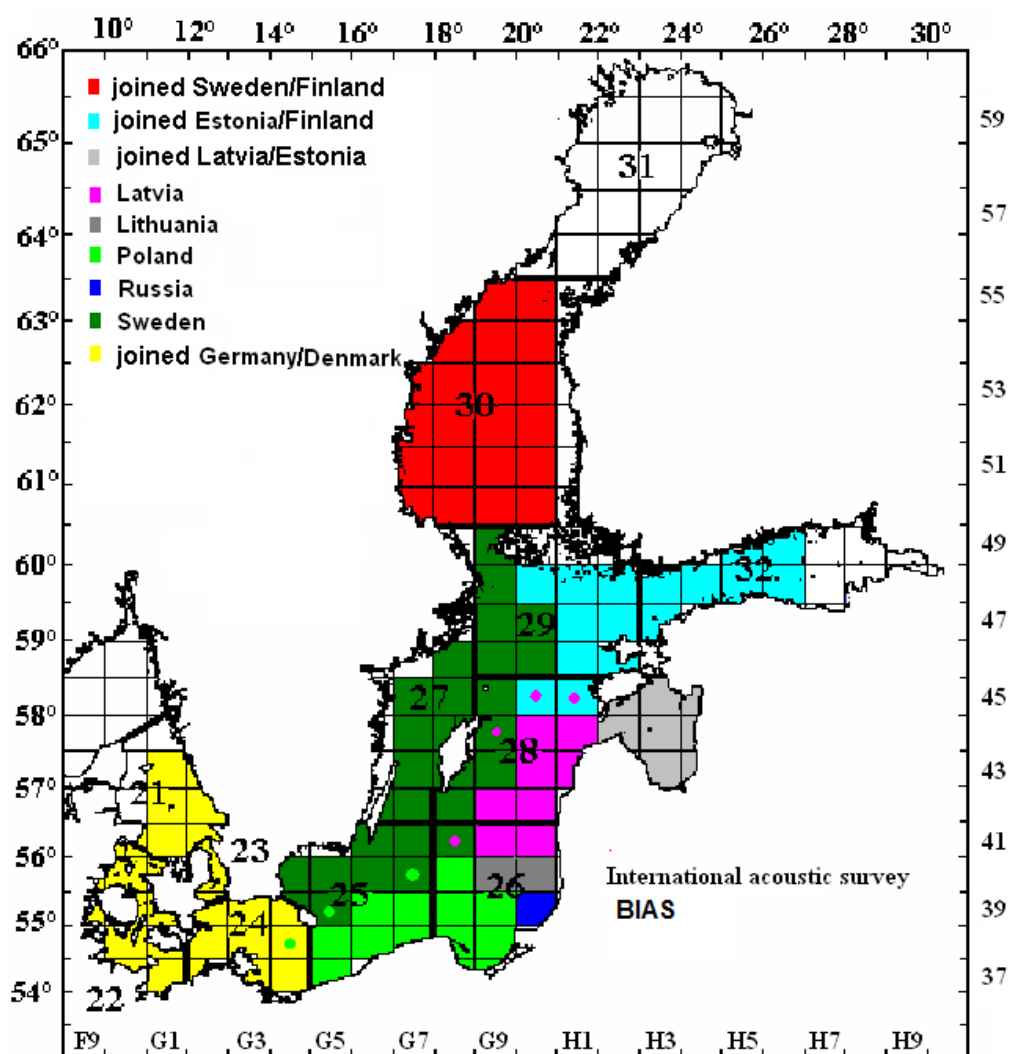 10° 12° 14° 16° 18° 20° 22° 24° 26° 28° 30°
66°
joined Sweden/Finland
joined Estonia/Finland
59
65°
joined Latvia/Estonia
31
Latvia
57
Lithuania
64°
Poland
Russia
55
63°
Sweden
joined Germany/Denmark
53
62°
30
51
61°
49
60°
32
29
47
59°
27
45
58°
28
21
43
57°
23
41
56°
26
International acoustic survey
25
BIAS
39
55°
24
37
54°
22
F9 G1 G3 G5 G7 G9 H1 H3 H5 H7 H9